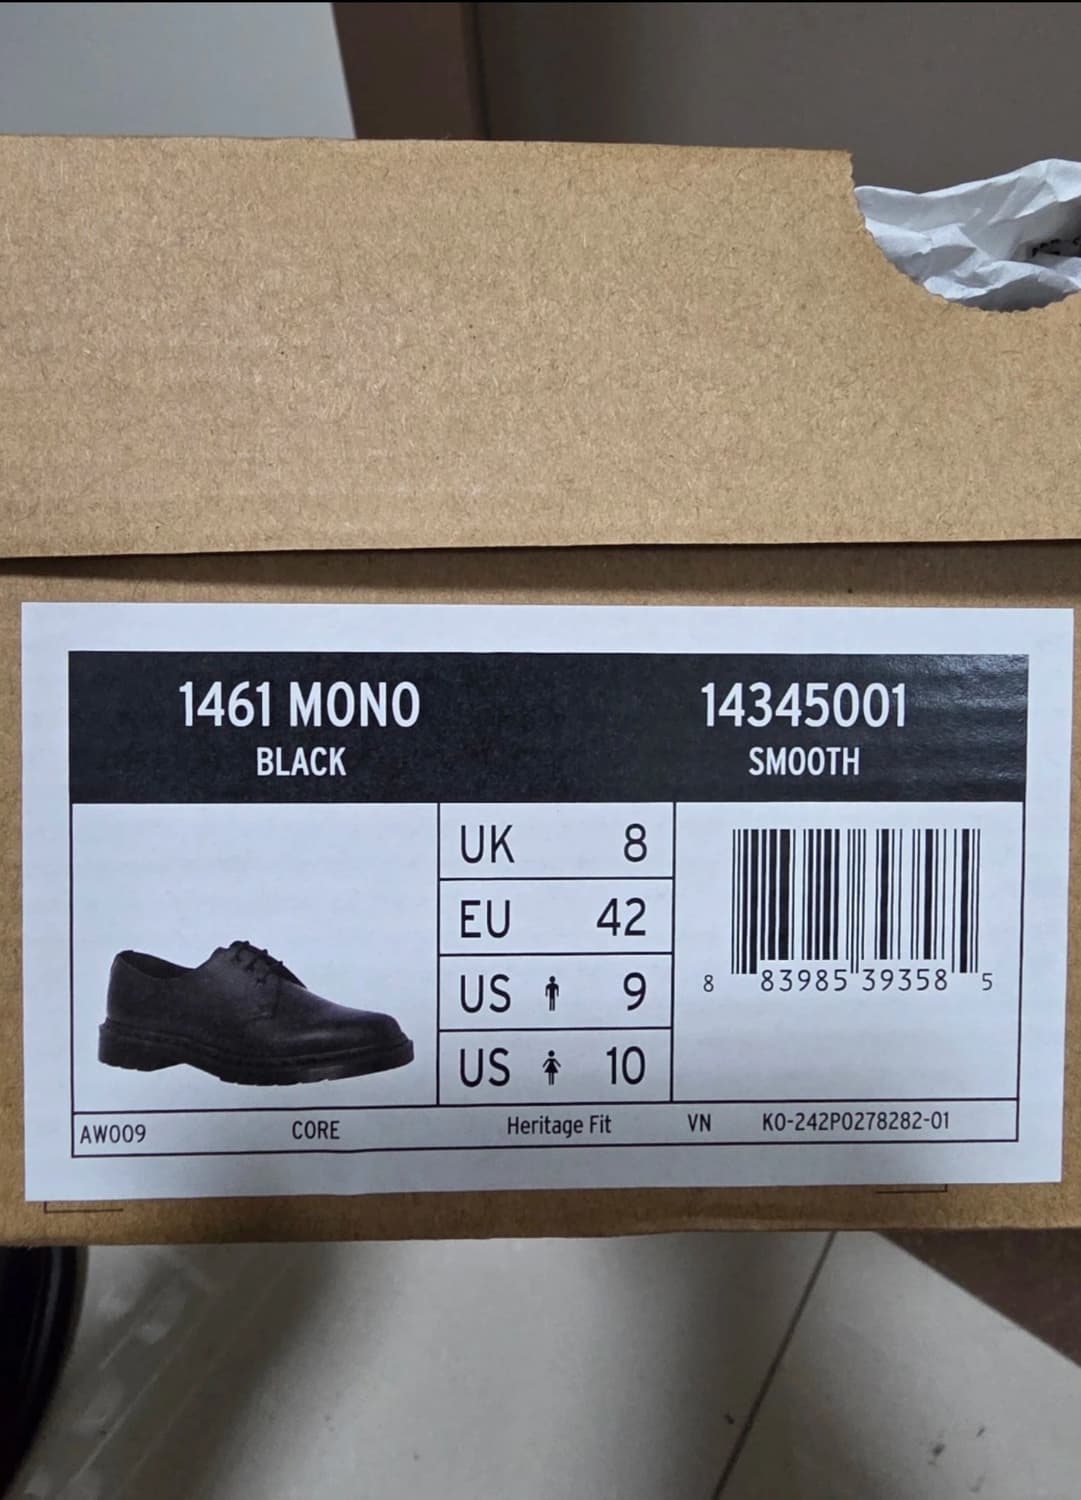 1461 MONO
BLACK
14345001
SMOOTH
UK 8
EU 42
US 9
US 10
8 83985 39358 5
AW009 CORE Heritage Fit VN KO-242P0278282-01